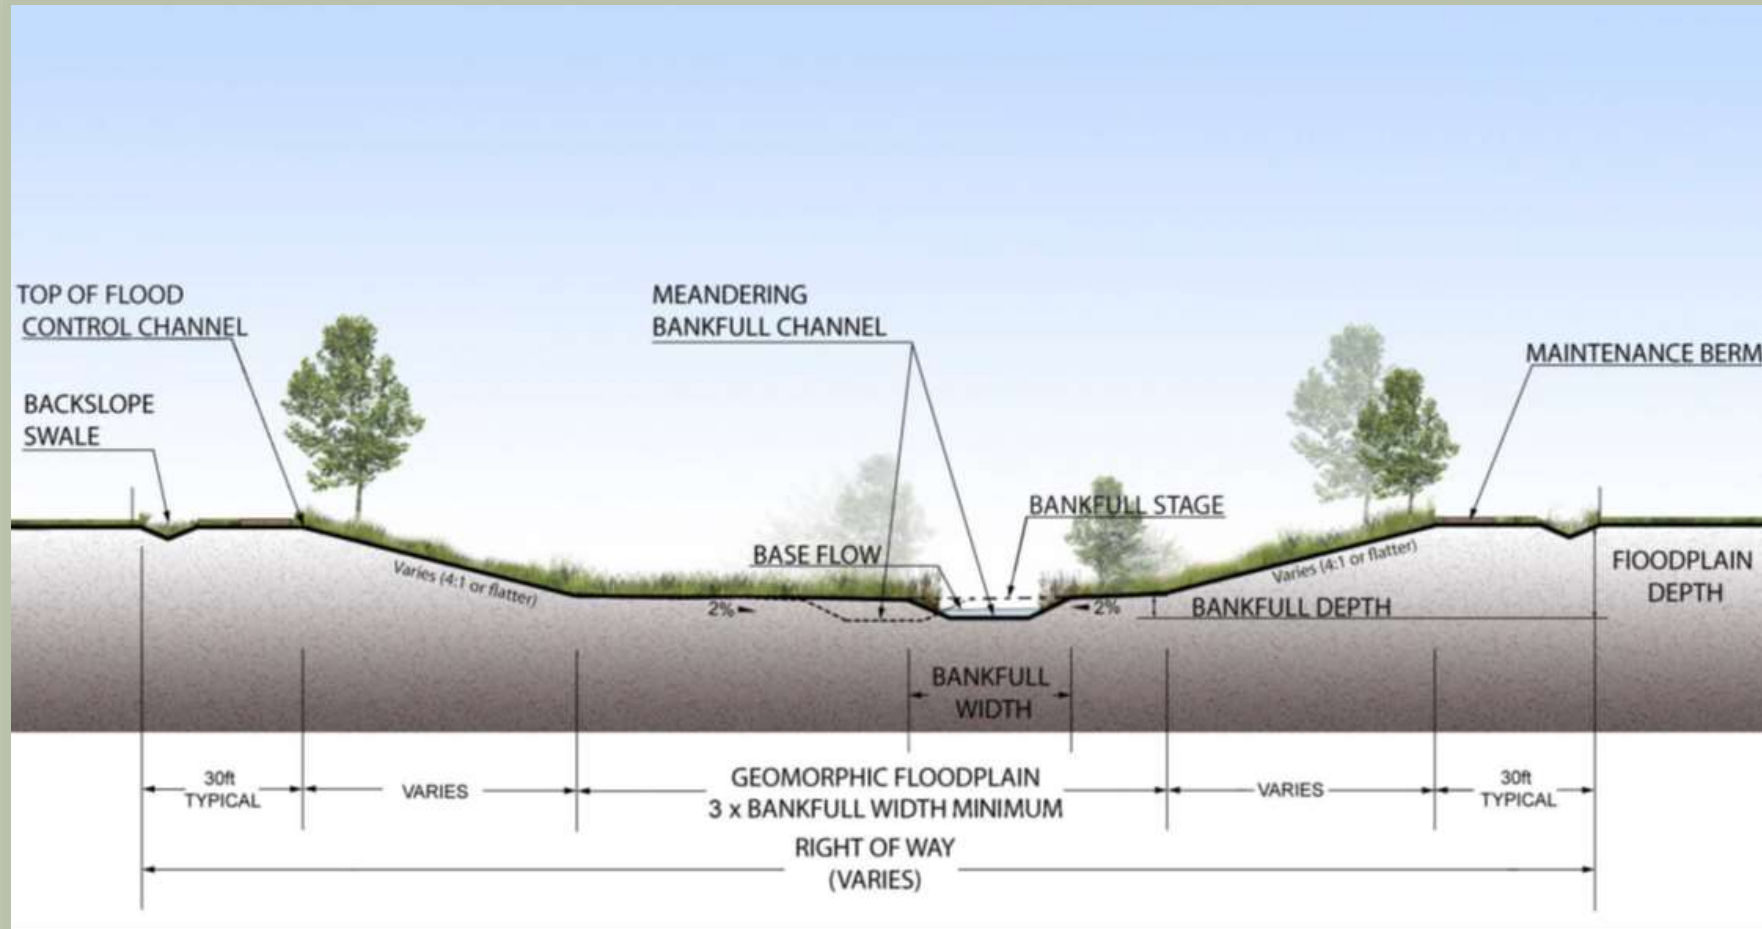 TOP OF FLOOD
CONTROL CHANNEL
BACKSLOPE
SWALE
MEANDERING
BANKFULL CHANNEL
MAINTENANCE BERM
BANKFULL STAGE
BASE FLOW
Varies (4:1 or flatter)
Varies (4:1 or flatter)
FIOODPLAIN
DEPTH
2%
2%
BANKFULL DEPTH
BANKFULL
WIDTH
30ft
TYPICAL
VARIES
GEOMORPHIC FLOODPLAIN
3 x BANKFULL WIDTH MINIMUM
VARIES
30ft
TYPICAL
RIGHT OF WAY
(VARIES)